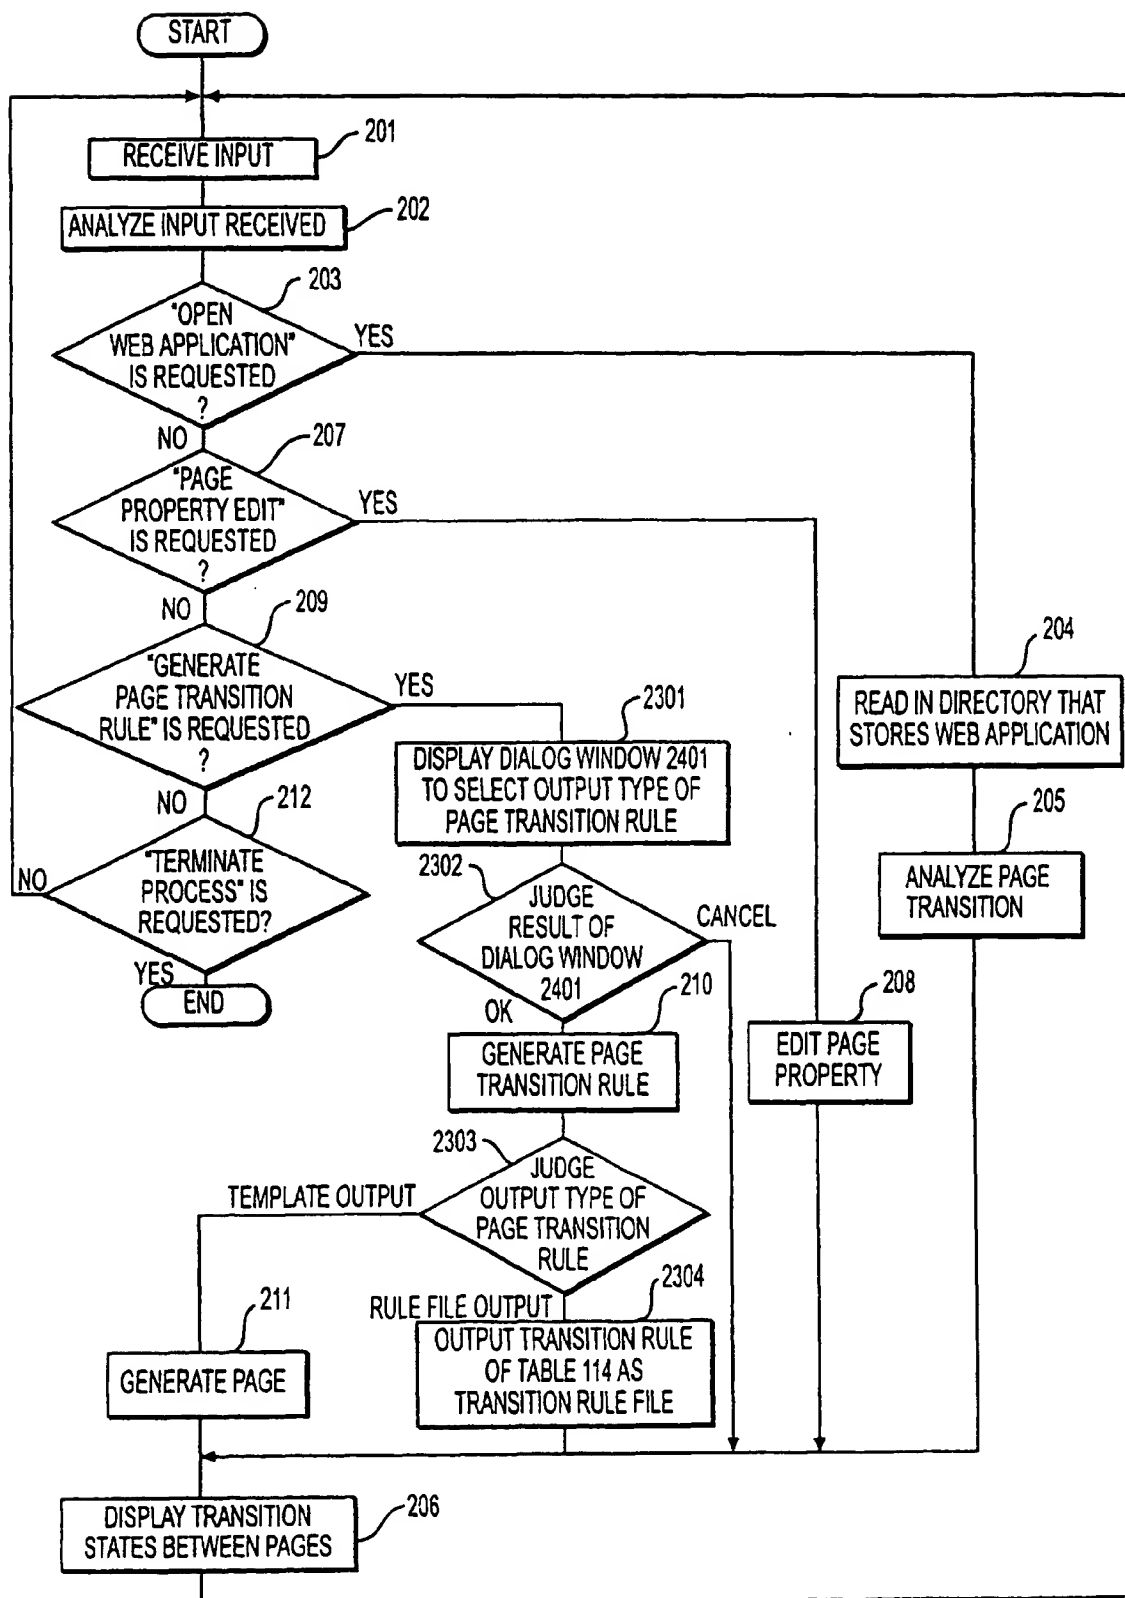 START
201
RECEIVE INPUT
202
ANALYZE INPUT RECEIVED
203
"OPEN
WEB APPLICATION"
IS REQUESTED
?
YES
NO
207
"PAGE
PROPERTY EDIT"
IS REQUESTED
?
YES
NO
209
"GENERATE
PAGE TRANSITION
RULE" IS REQUESTED
?
YES
NO
212
"TERMINATE
PROCESS" IS
REQUESTED?
NO
YES
END
2301
DISPLAY DIALOG WINDOW 2401
TO SELECT OUTPUT TYPE OF
PAGE TRANSITION RULE
2302
JUDGE
RESULT OF
DIALOG WINDOW
2401
CANCEL
OK
210
GENERATE PAGE
TRANSITION RULE
2303
JUDGE
OUTPUT TYPE OF
PAGE TRANSITION
RULE
TEMPLATE OUTPUT
RULE FILE OUTPUT
2304
OUTPUT TRANSITION RULE
OF TABLE 114 AS
TRANSITION RULE FILE
211
GENERATE PAGE
208
EDIT PAGE
PROPERTY
204
READ IN DIRECTORY THAT
STORES WEB APPLICATION
205
ANALYZE PAGE
TRANSITION
206
DISPLAY TRANSITION
STATES BETWEEN PAGES